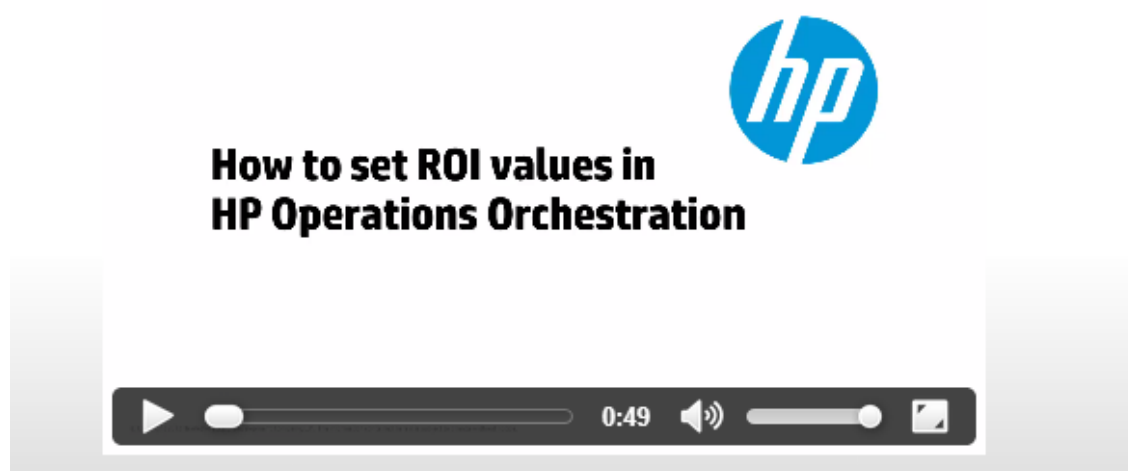 hp
How to set ROI values in
HP Operations Orchestration
0:49